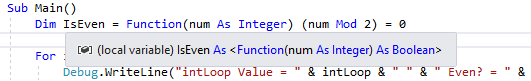 Sub Main()
Dim IsEven = Function(num As Integer) (num Mod 2) = 0
(local variable) IsEven As <Function(num As Integer) As Boolean>
For
Debug.WriteLine("intLoop Value = " & intLoop & " " & " Even? = " &